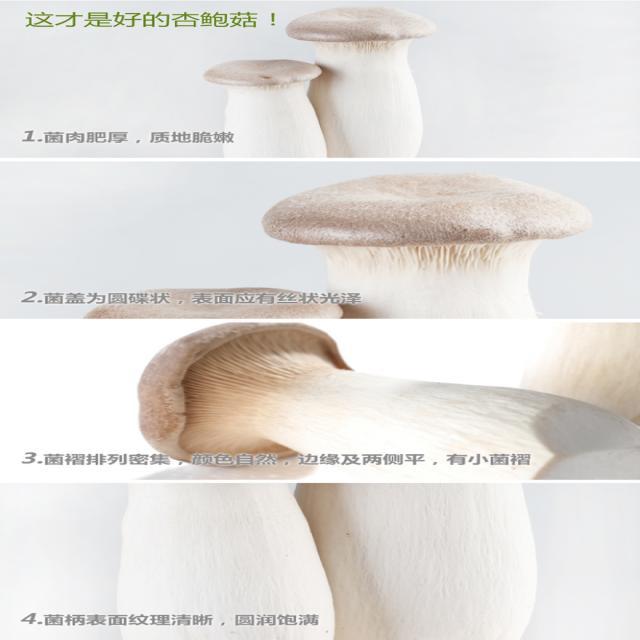 这才是好的杏鲍菇！
1.菌肉肥厚，质地脆嫩
2.菌盖为圆碟状，表面应有丝状光泽
3.菌褶排列密集，颜色自然，边缘及两侧平，有小菌褶
4.菌柄表面纹理清晰，圆润饱满